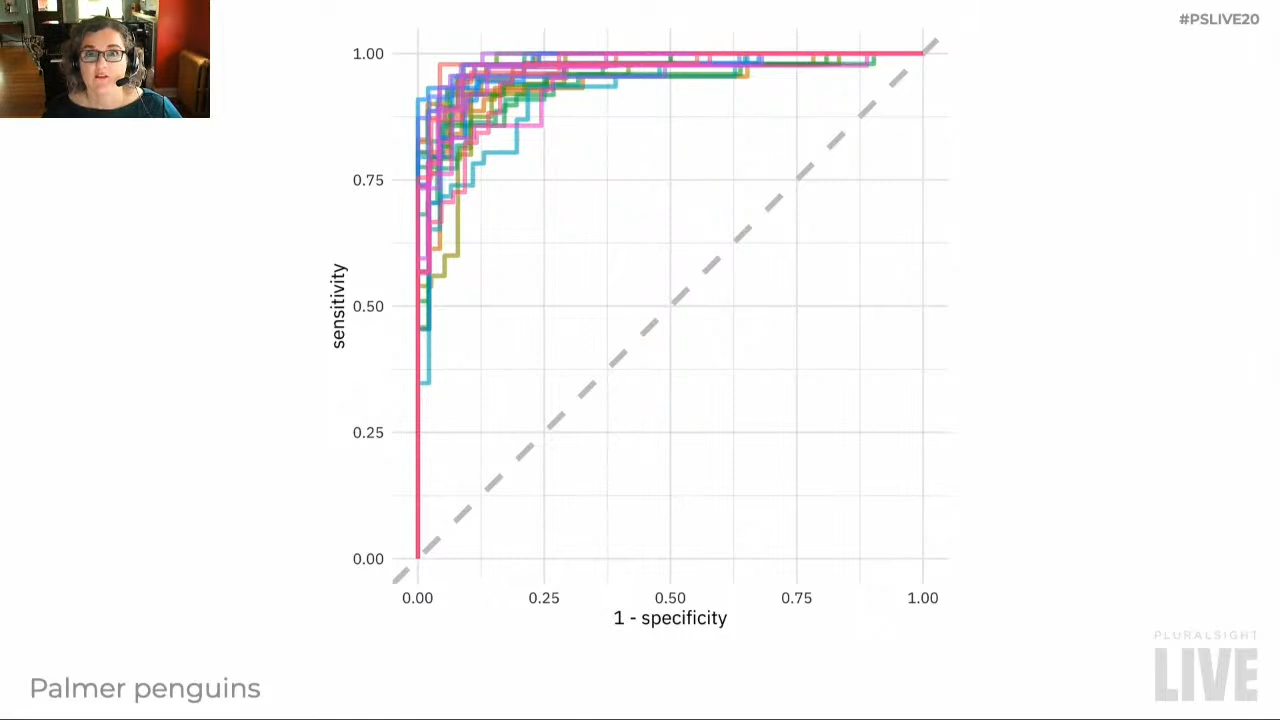 #PSLIVE20
1.00
0.75
0.50
0.25
0.00
sensitivity
0.00 0.25 0.50 0.75 1.00
1 - specificity
PLURALSIGHT
LIVE
Palmer penguins